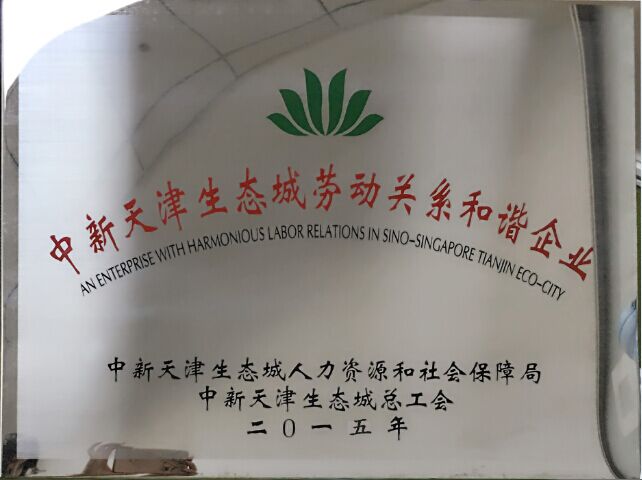 中新天津生态城劳动关系和谐企业
AN ENTERPRISE WITH HARMONIOUS LABOR RELATIONS IN SINO-SINGAPORE TIANJIN ECO-CITY
中新天津生态城人力资源和社会保障局
中新天津生态城总工会
二〇一五年